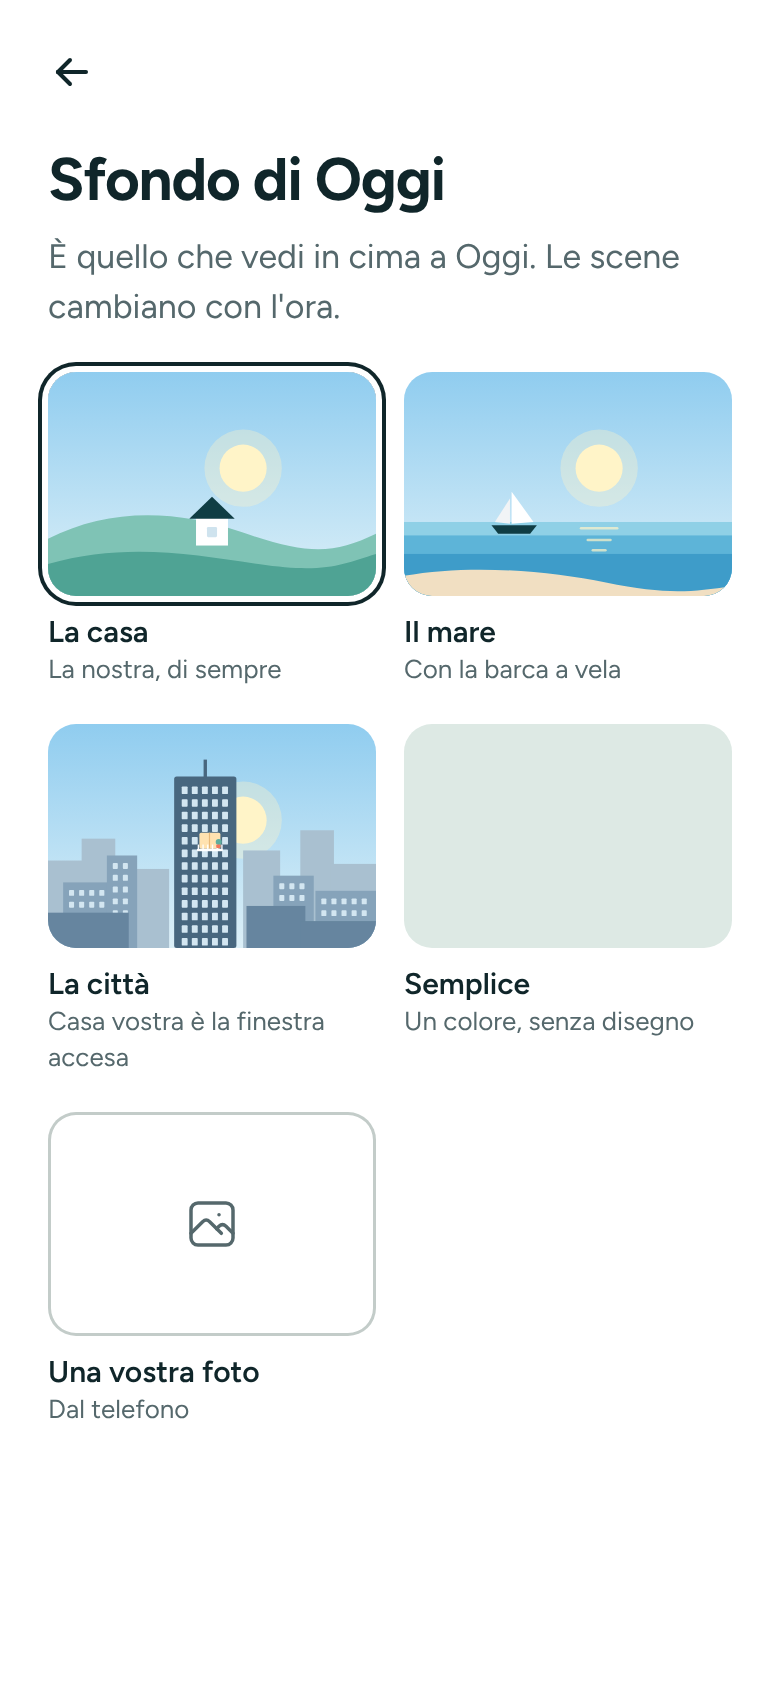 Sfondo di Oggi
È quello che vedi in cima a Oggi. Le scene
cambiano con l'ora.
La casa
La nostra, di sempre
Il mare
Con la barca a vela
La città
Casa vostra è la finestra
accesa
Semplice
Un colore, senza disegno
Una vostra foto
Dal telefono